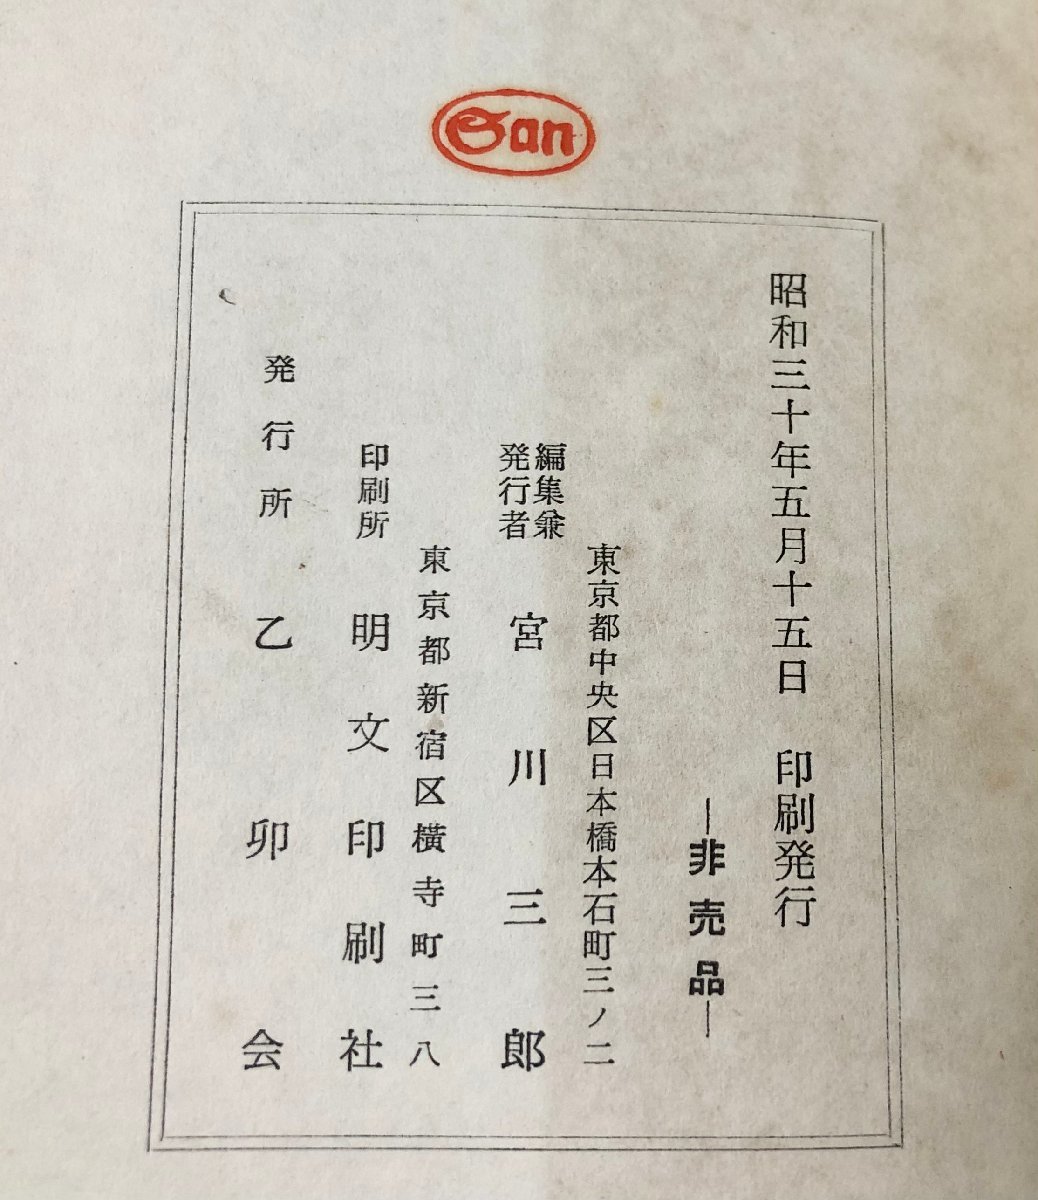 San
昭和三十年五月十五日　印刷発行
―非売品―
東京都中央区日本橋本石町三ノ二
編集兼
発行者
宮川三郎
東京都新宿区横寺町三八
印刷所　明文印刷社
発行所　乙卯会